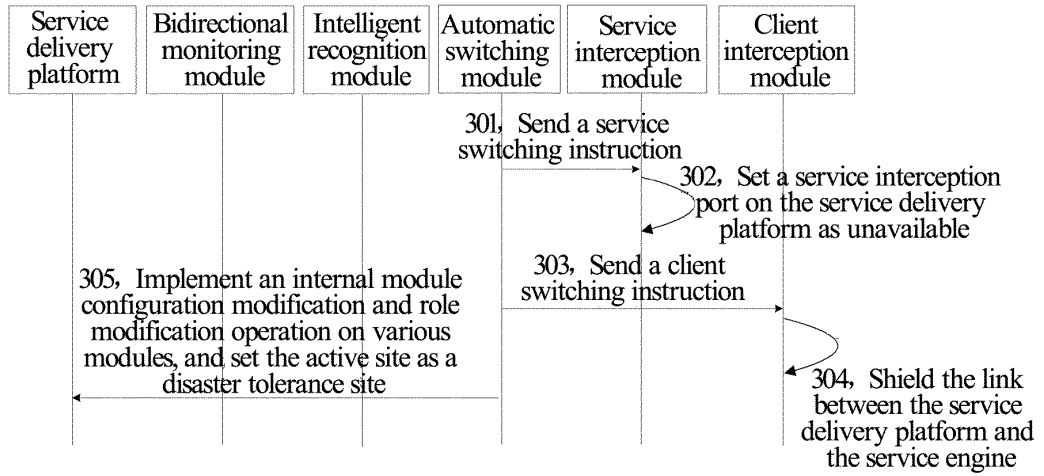 Service
delivery
platform
Bidirectional
monitoring
module
Intelligent
recognition
module
Automatic
switching
module
Service
interception
module
Client
interception
module
301, Send a service
switching instruction
302, Set a service interception
port on the service delivery
platform as unavailable
303, Send a client
switching instruction
305, Implement an internal module
configuration modification and role
modification operation on various
modules, and set the active site as a
disaster tolerance site
304, Shield the link
between the service
delivery platform and
the service engine